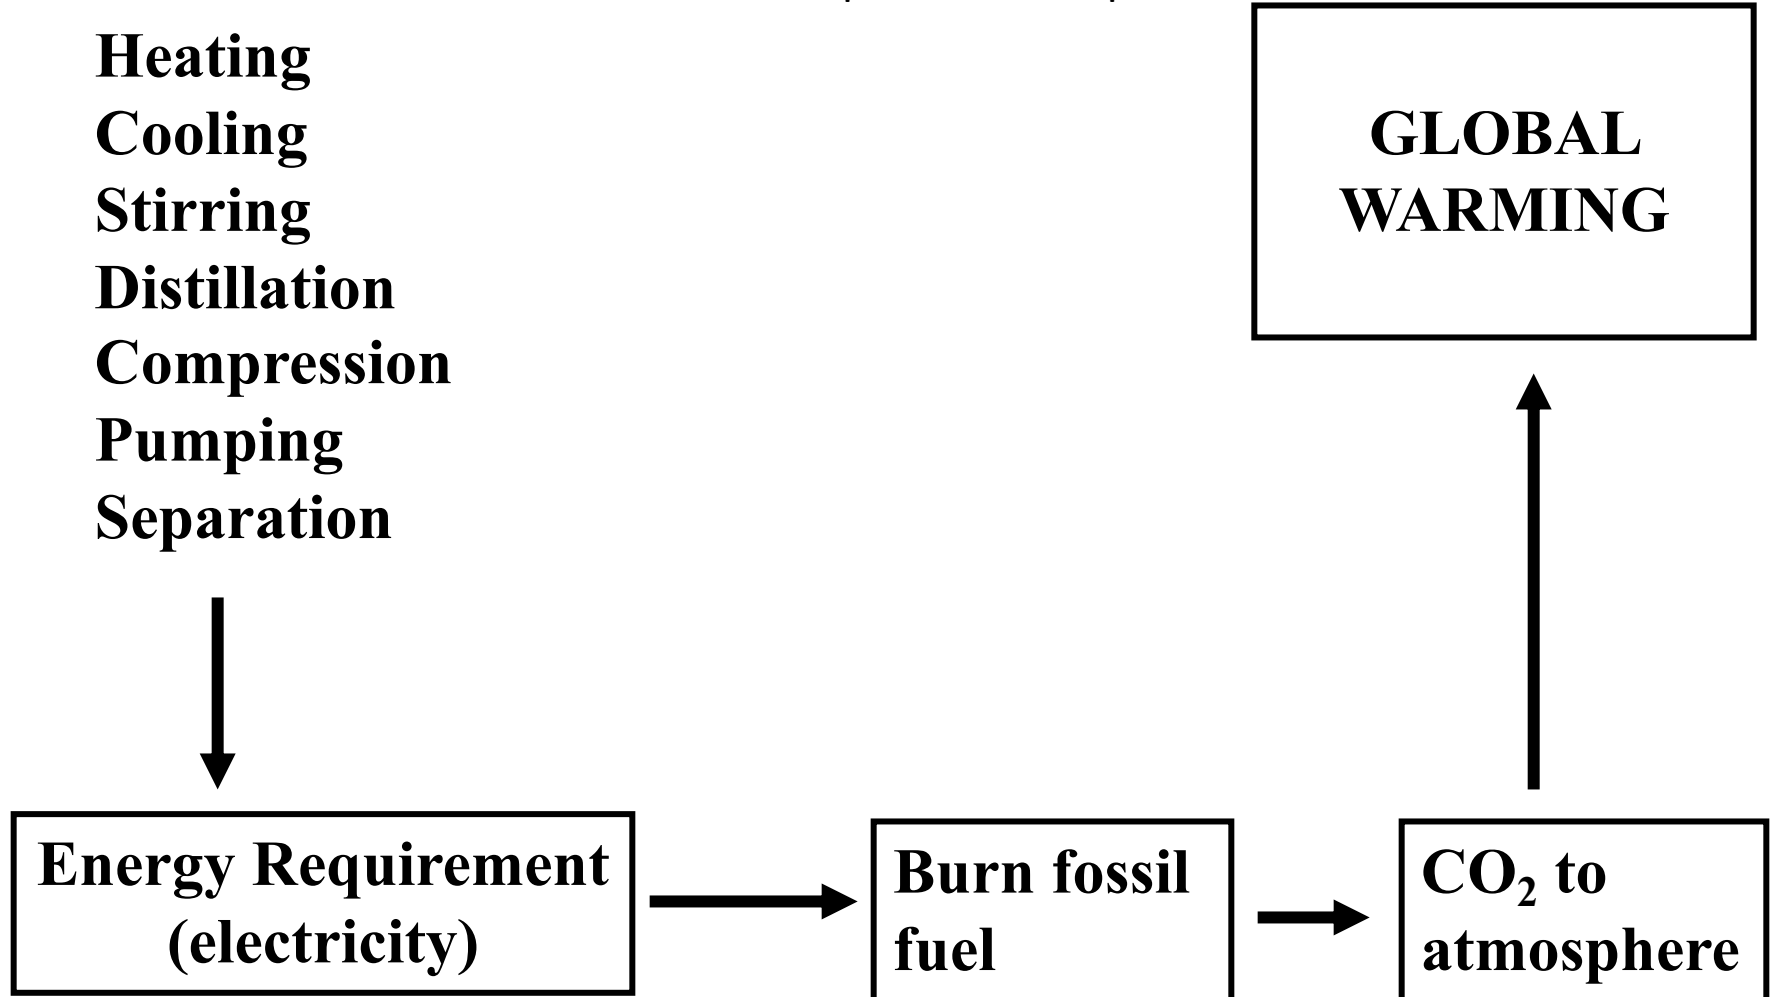 Heating
Cooling
Stirring
Distillation
Compression
Pumping
Separation
GLOBAL
WARMING
Energy Requirement
(electricity)
Burn fossil
fuel
CO₂ to
atmosphere